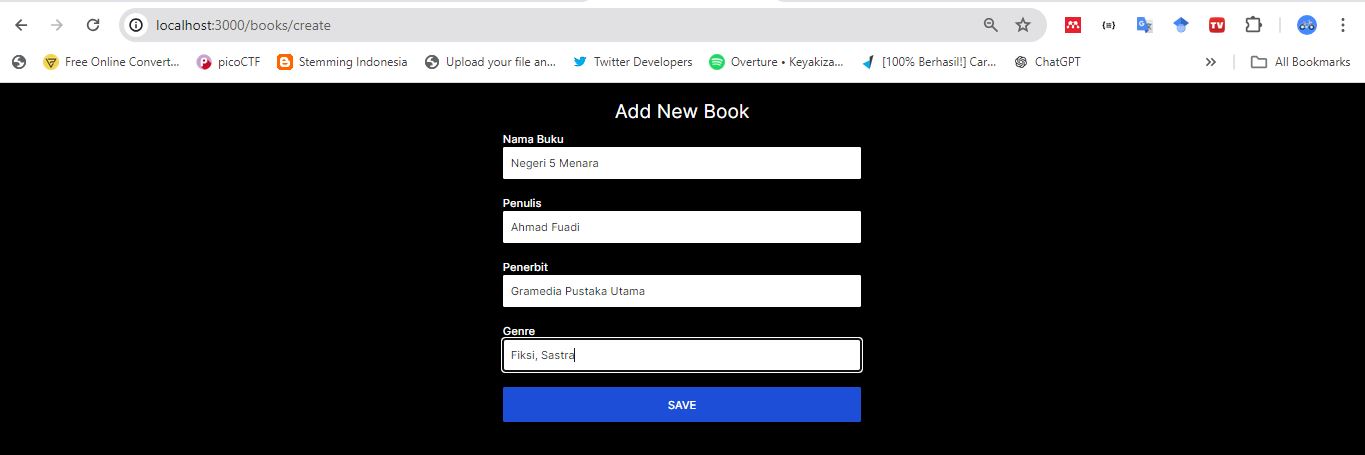 localhost:3000/books/create
Free Online Convert... picoCTF Stemming Indonesia Upload your file an... Twitter Developers Overture • Keyakiza... [100% Berhasil!] Car... ChatGPT » All Bookmarks
Add New Book
Nama Buku
Negeri 5 Menara
Penulis
Ahmad Fuadi
Penerbit
Gramedia Pustaka Utama
Genre
Fiksi, Sastra
SAVE